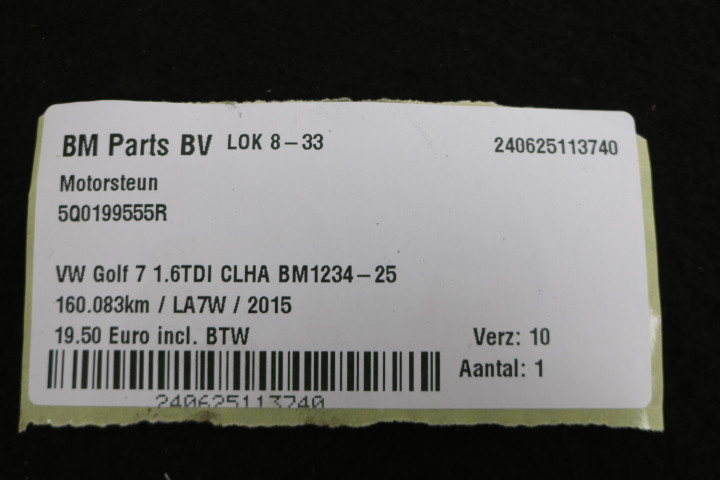 BM Parts BV LOK 8-33 240625113740
Motorsteun
5Q0199555R
VW Golf 7 1.6TDI CLHA BM1234-25
160.083km / LA7W / 2015
19.50 Euro incl. BTW Verz: 10
Aantal: 1
240625113740